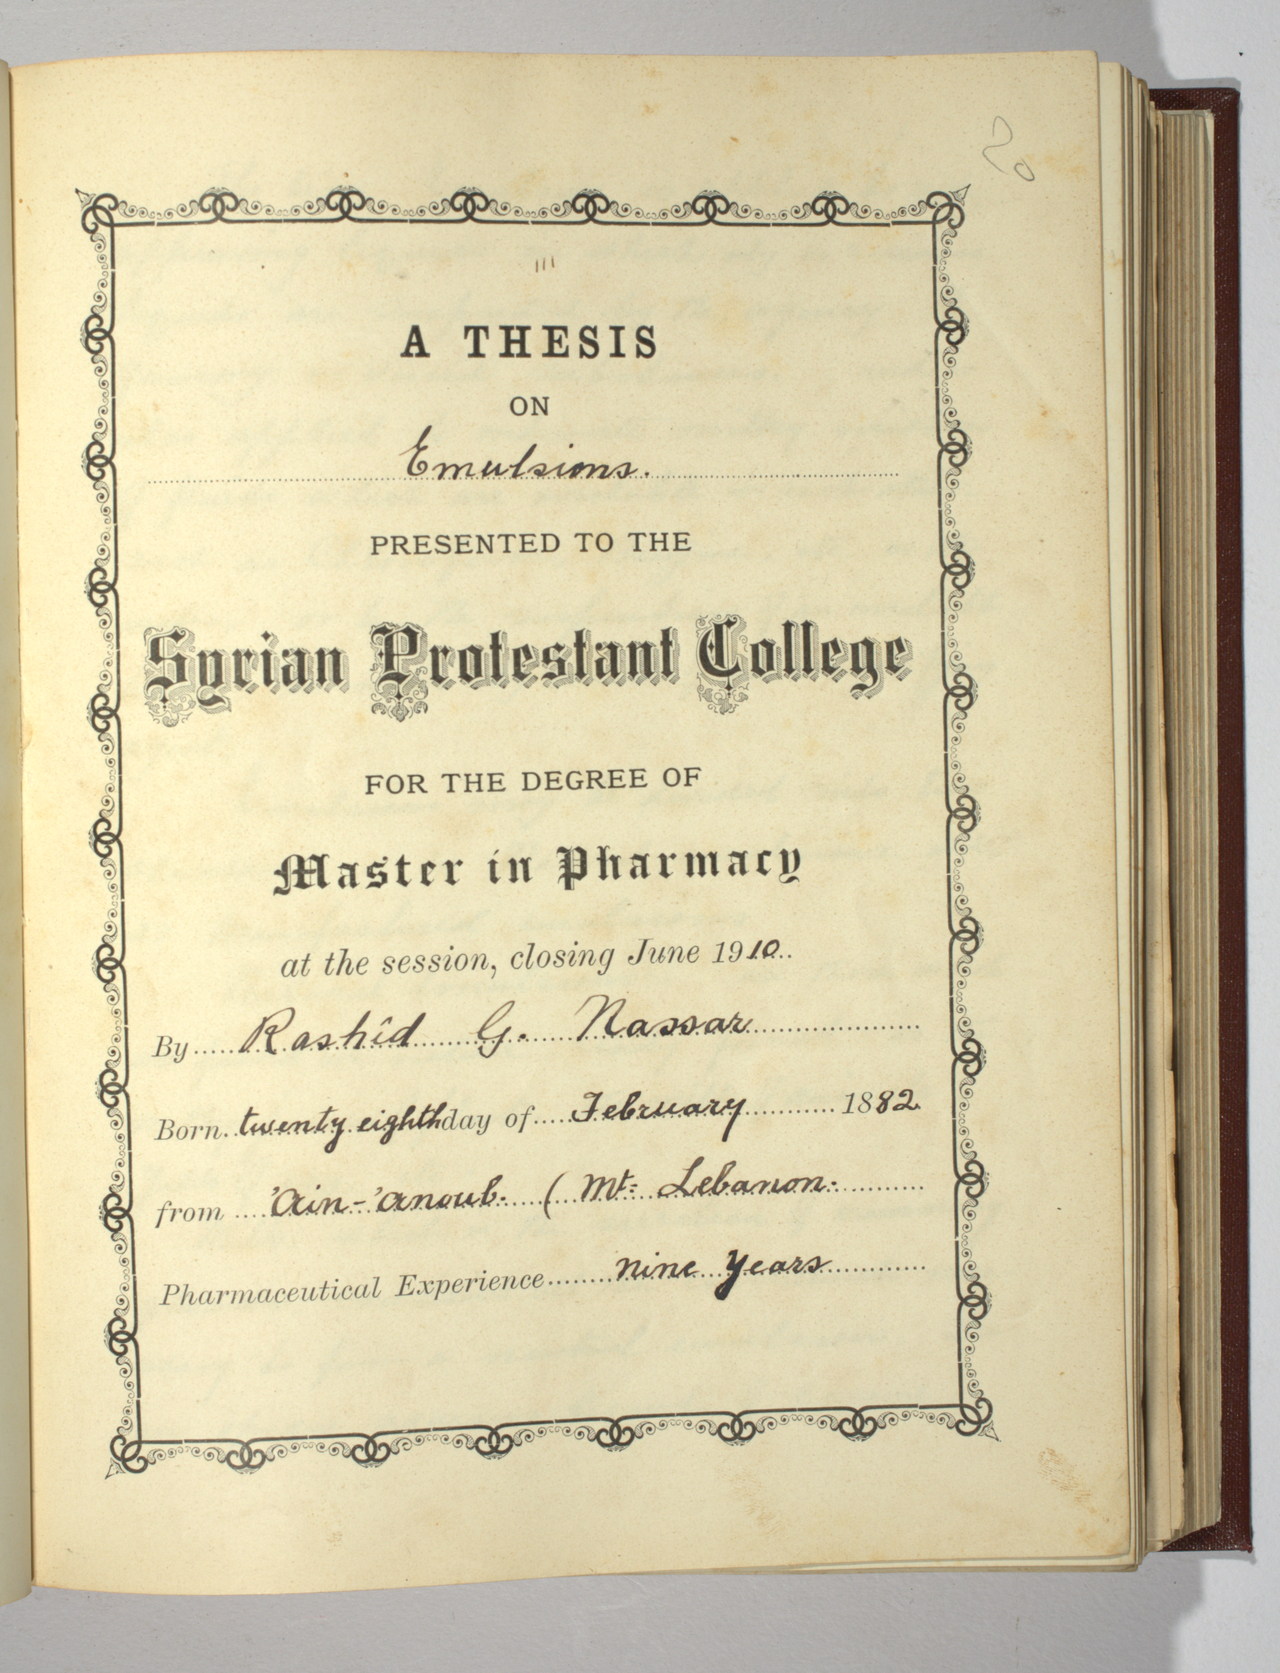 20
III
A THESIS
ON
Emulsions.
PRESENTED TO THE
Syrian Protestant College
FOR THE DEGREE OF
Master in Pharmacy
at the session, closing June 1910..
By Rashîd G. Nassar
Born twenty eighth day of February 1882
from 'Ain-'anoub. ( Mt. Lebanon.
Pharmaceutical Experience nine years